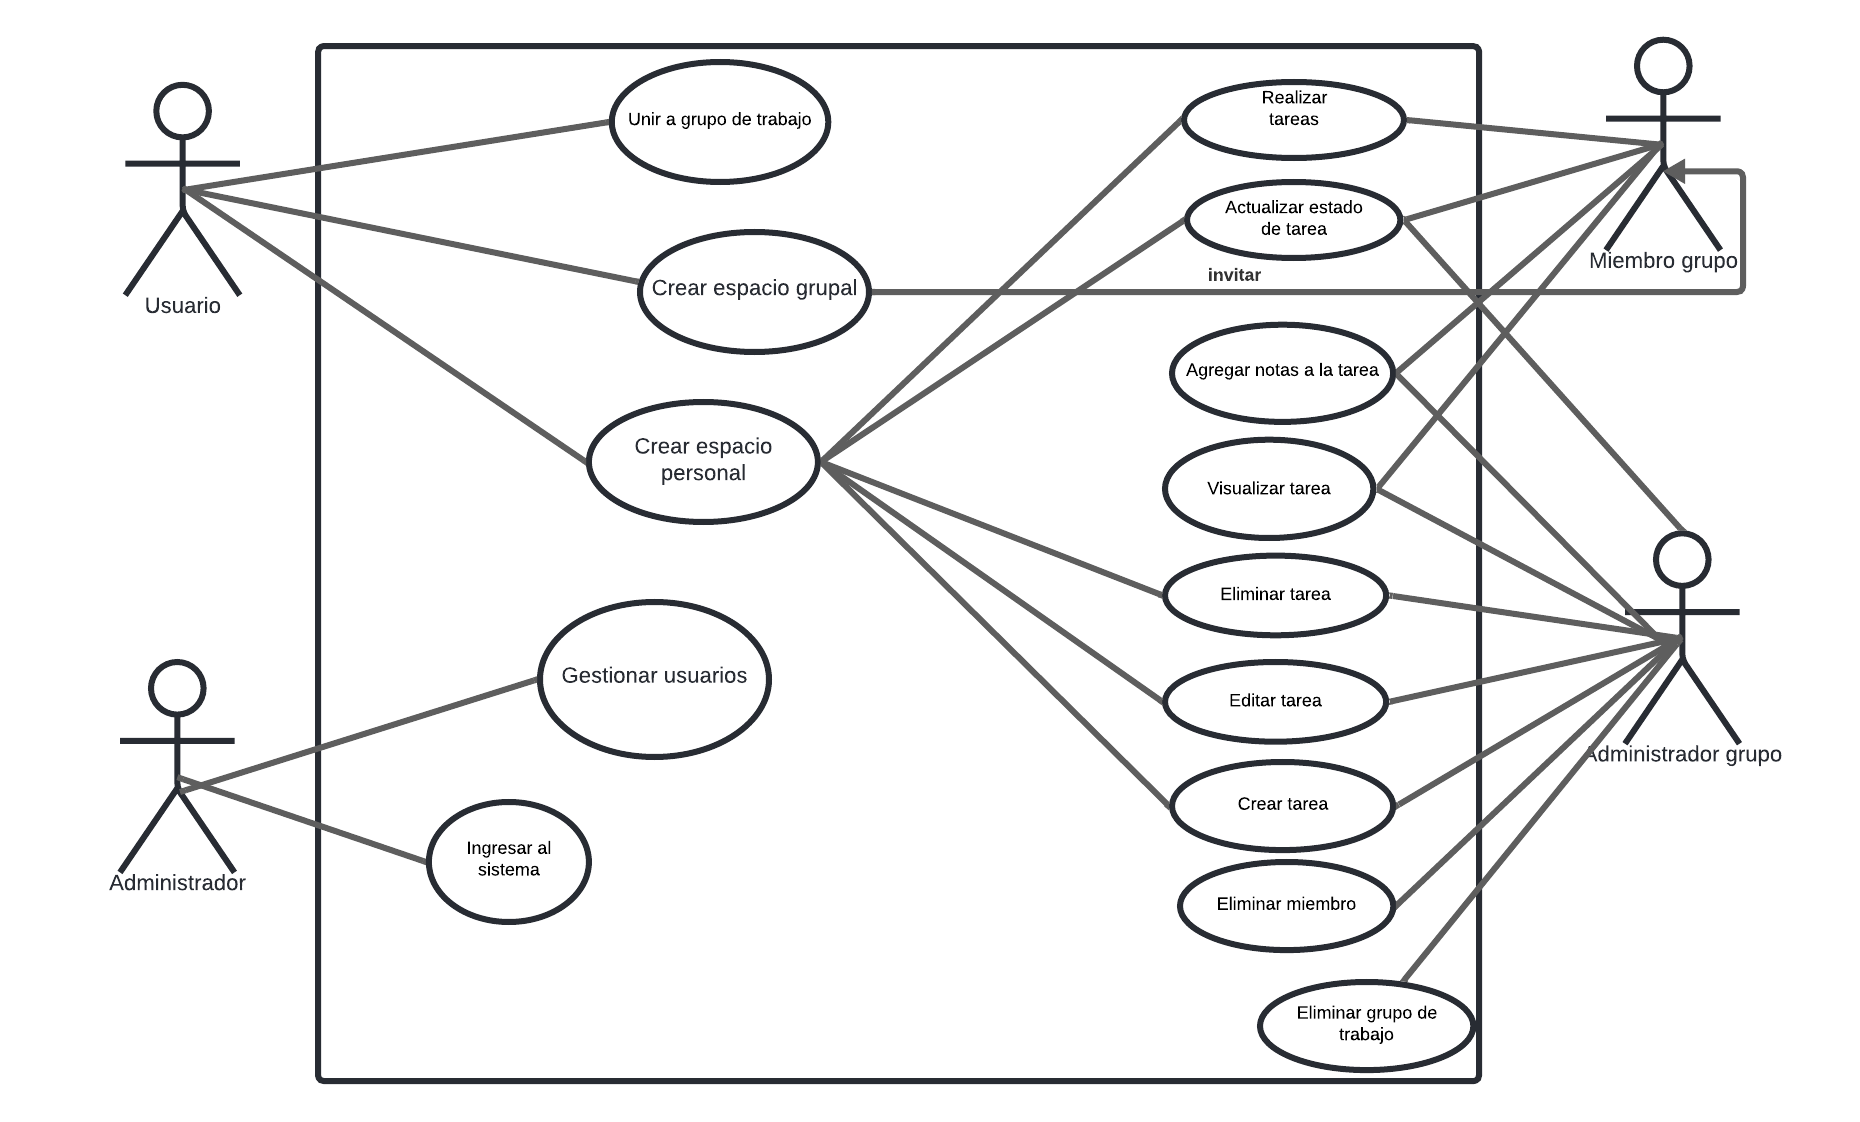 Unir a grupo de trabajo
Realizar
tareas
Actualizar estado
de tarea
Miembro grupo
invitar
Usuario
Crear espacio grupal
Agregar notas a la tarea
Crear espacio
personal
Visualizar tarea
Eliminar tarea
Gestionar usuarios
Editar tarea
Administrador grupo
Crear tarea
Ingresar al
sistema
Administrador
Eliminar miembro
Eliminar grupo de
trabajo